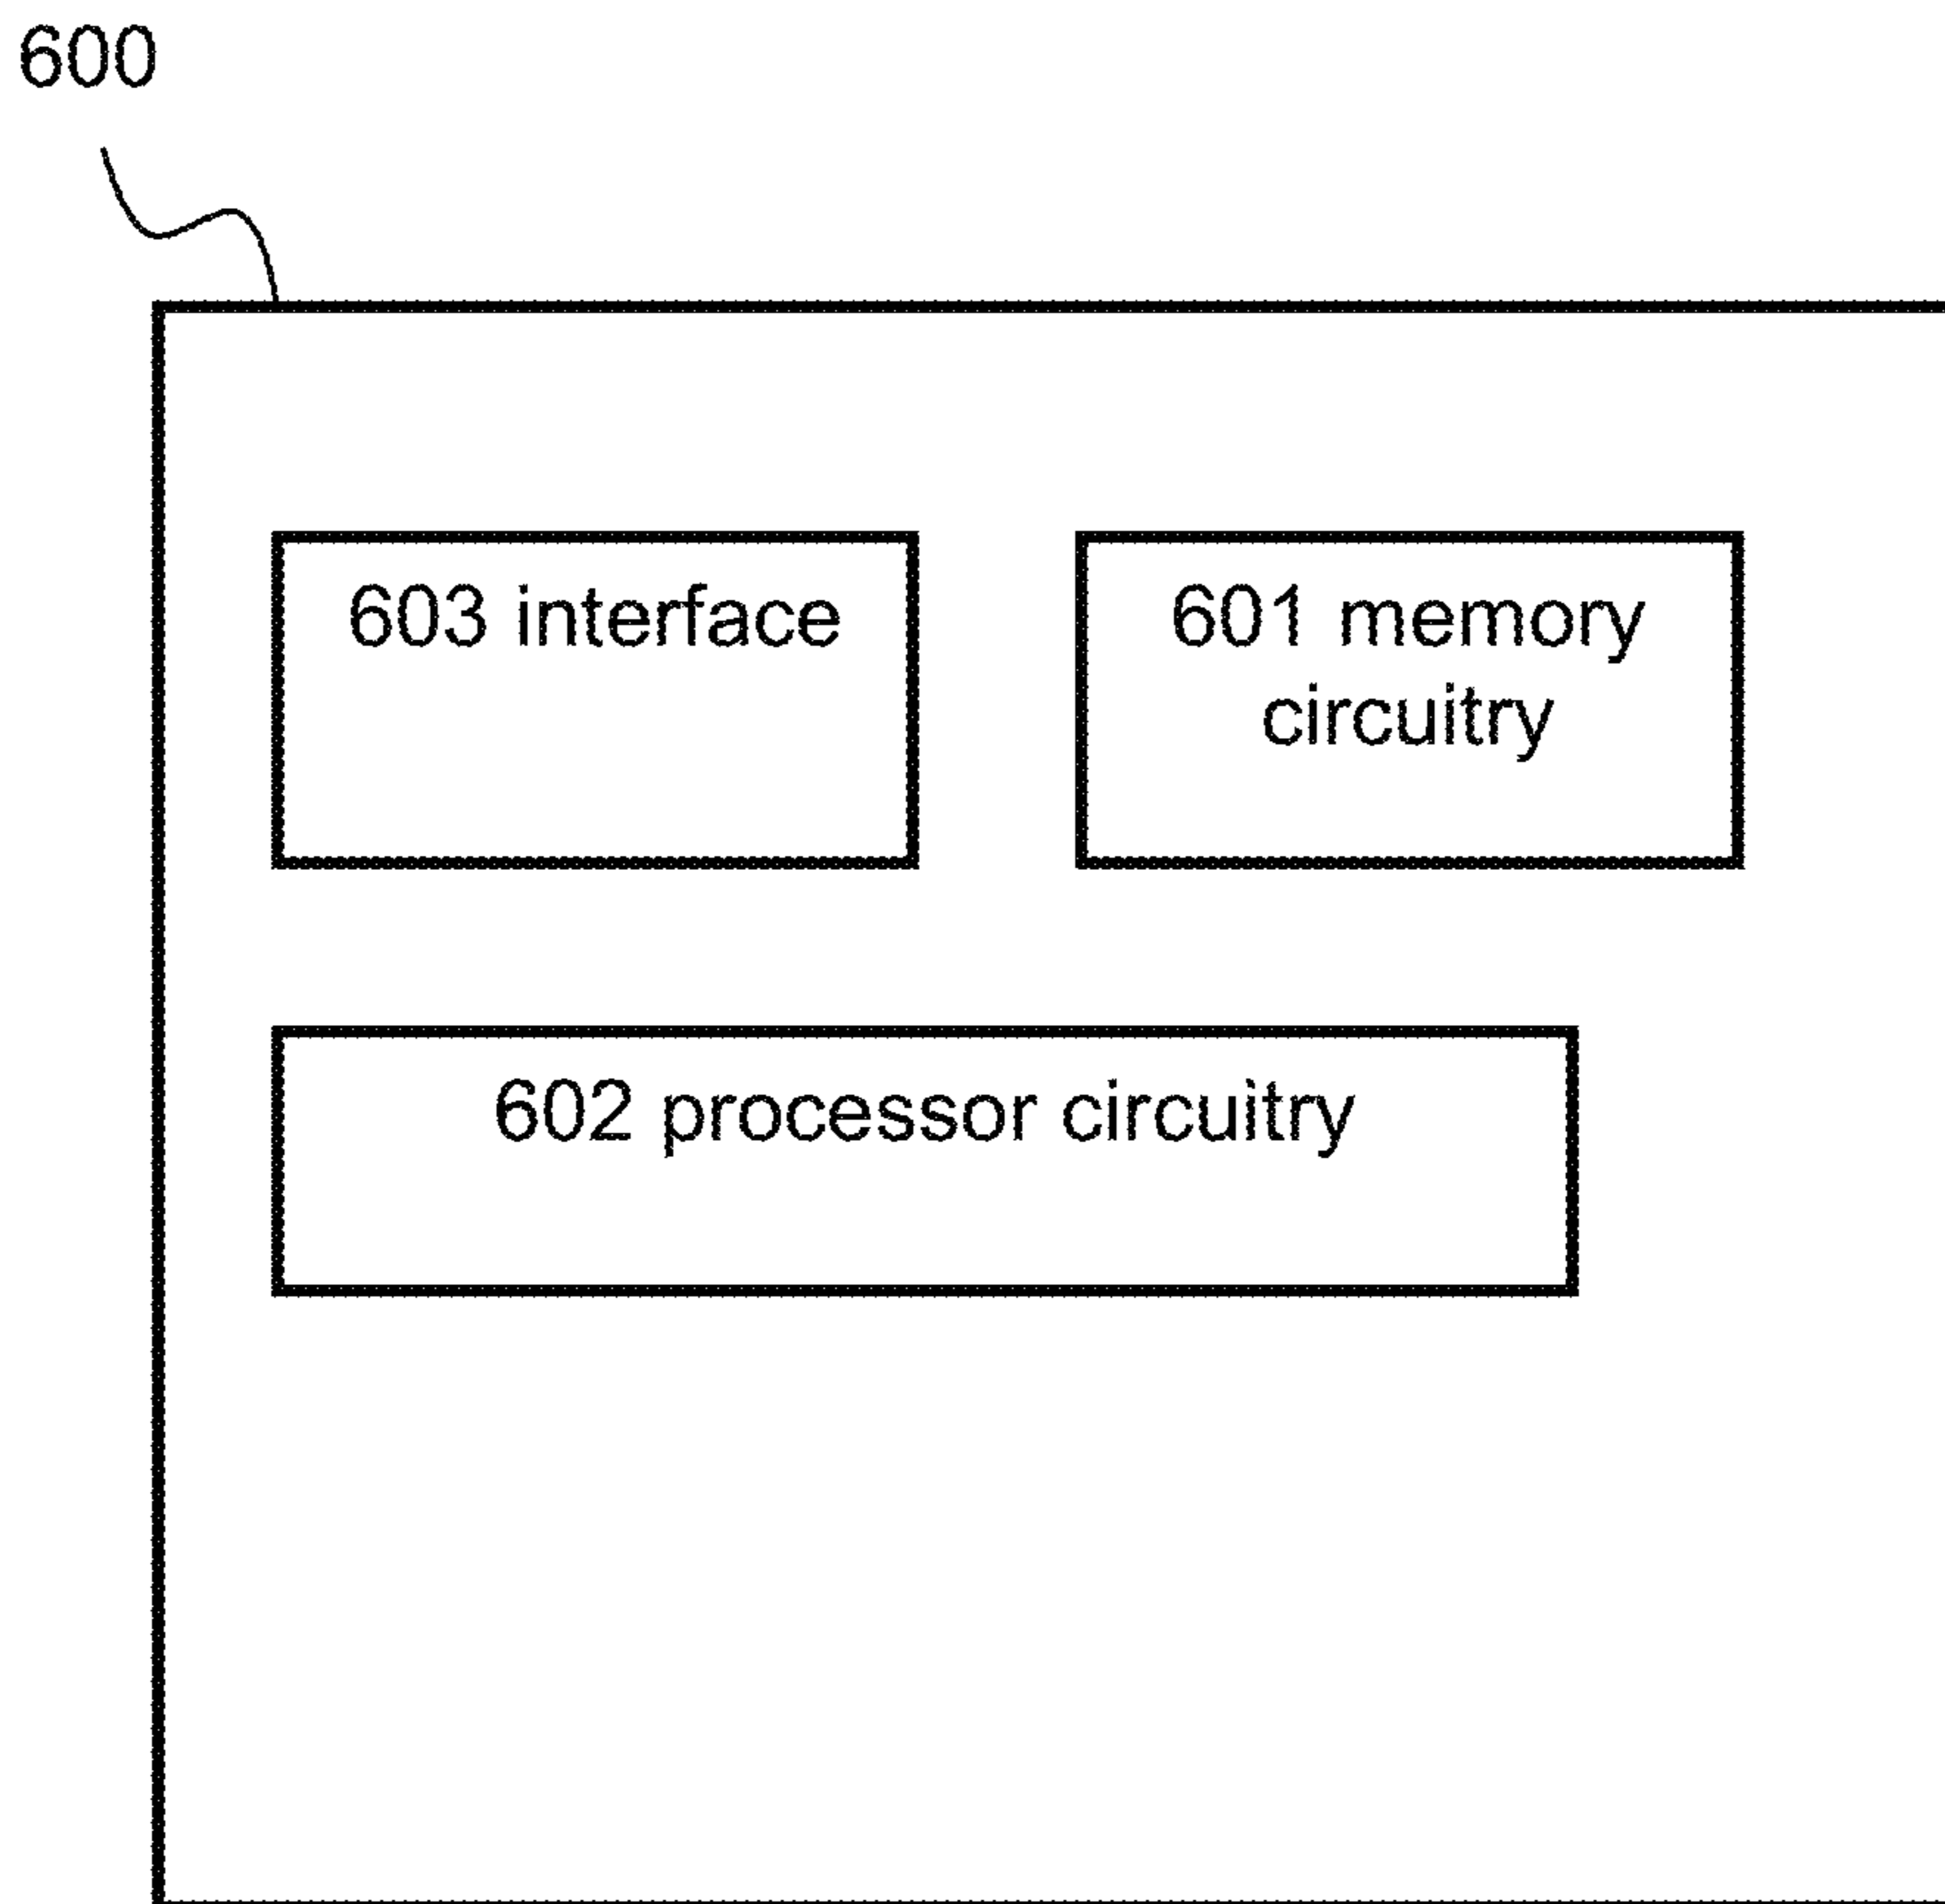 600
603 interface
601 memory
circuitry
602 processor circuitry